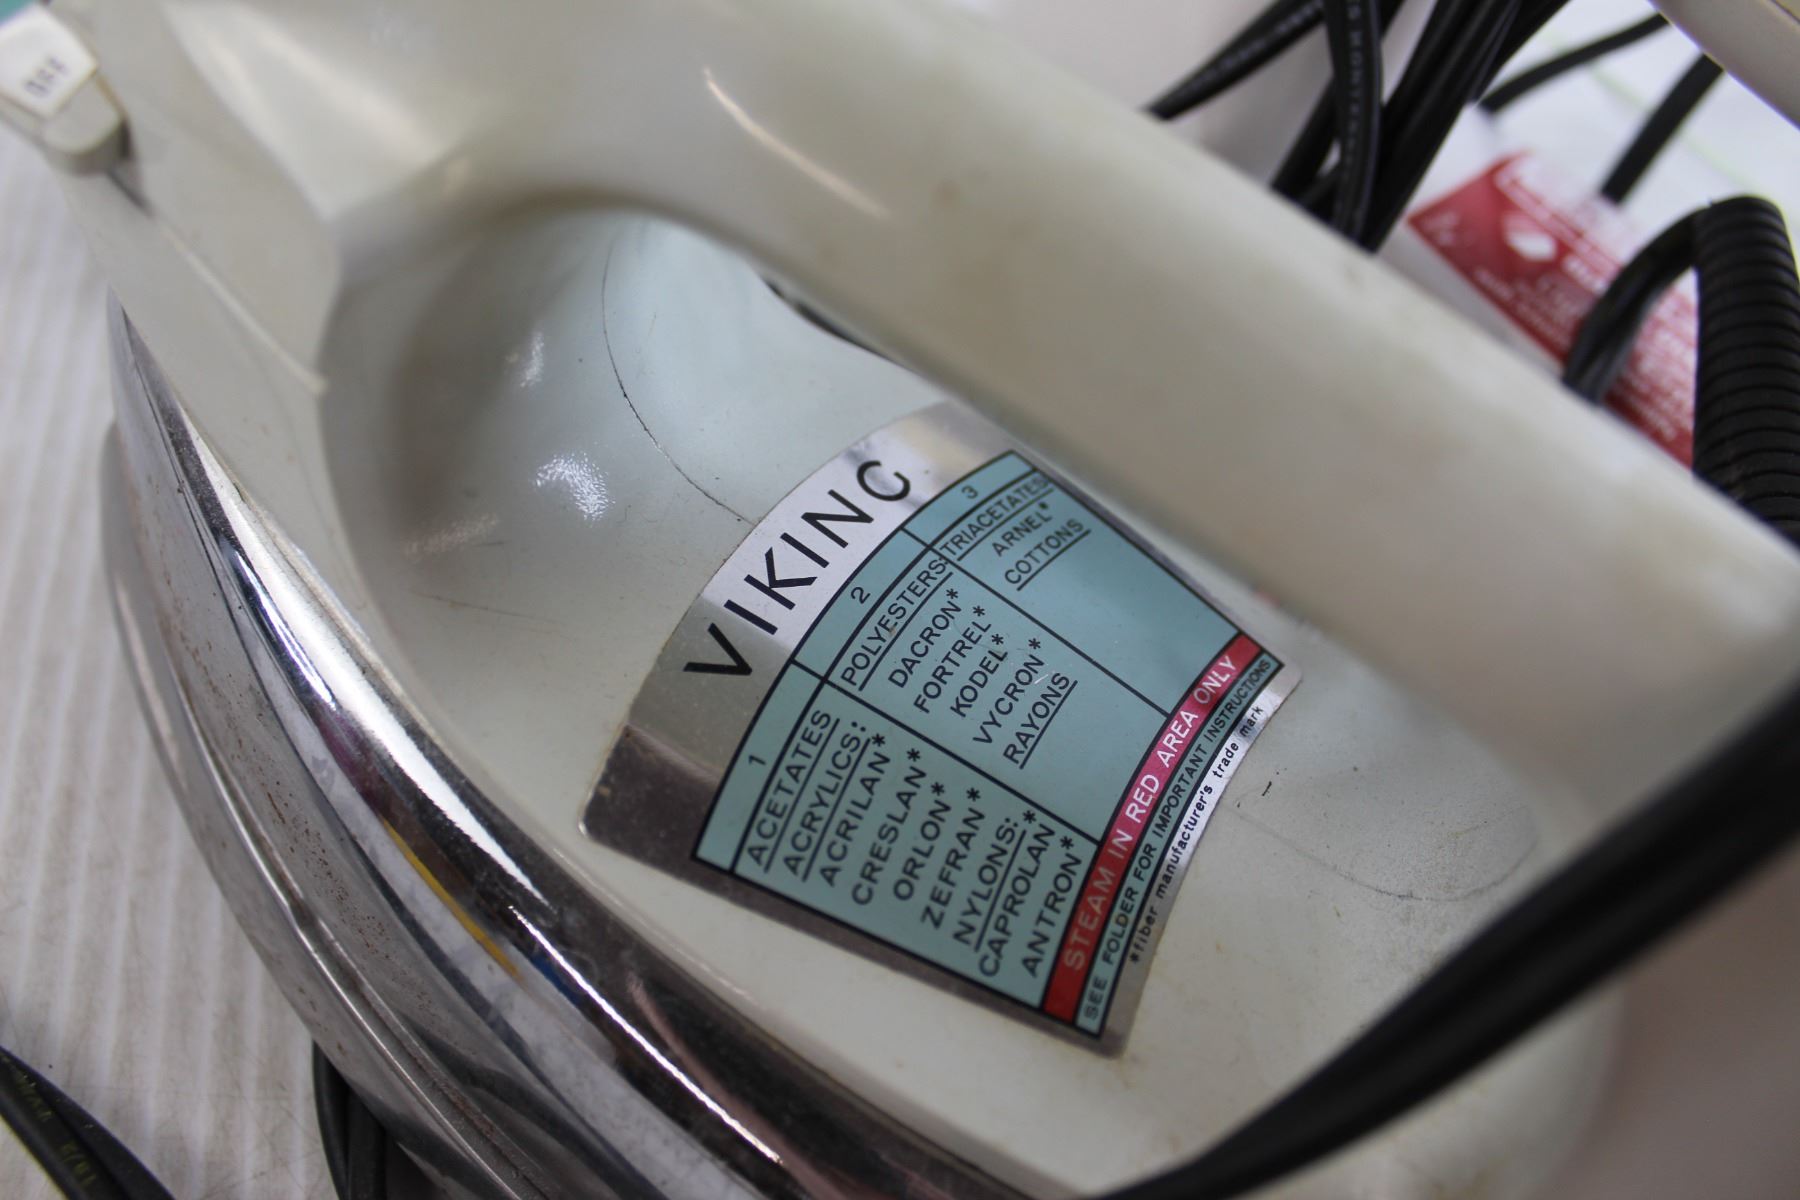 VIKING
1
ACETATES
ACRYLICS:
ACRILAN*
CRESLAN*
ORLON*
ZEFRAN*
NYLONS:
CAPROLAN*
ANTRON*
2
POLYESTERS:
DACRON*
FORTREL*
KODEL*
VYCRON*
RAYONS
3
TRIACETATES
ARNEL*
COTTONS
STEAM IN RED AREA ONLY
SEE FOLDER FOR IMPORTANT INSTRUCTIONS
*fiber manufacturer's trade mark